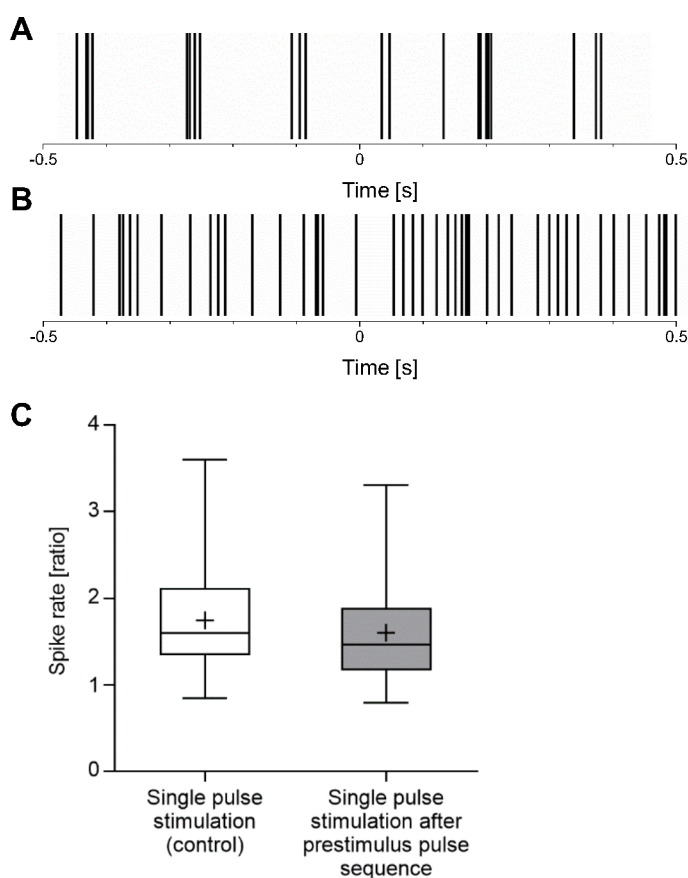 A
-0.5 0 0.5
Time [s]
B
-0.5 0 0.5
Time [s]
C
4
3
2
1
0
Spike rate [ratio]
Single pulse
stimulation
(control)
Single pulse
stimulation after
prestimulus pulse
sequence